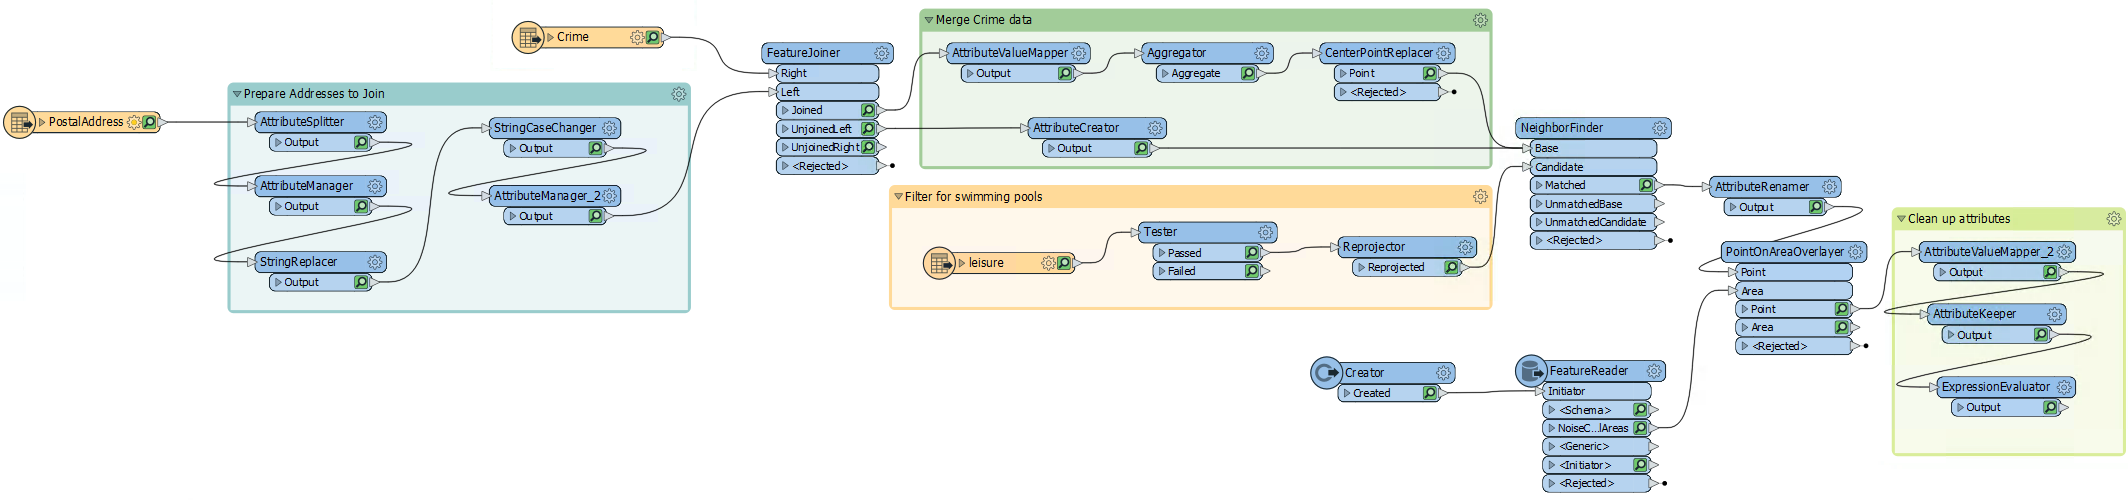 PostalAddress
Prepare Addresses to Join
AttributeSplitter
Output
AttributeManager
Output
StringReplacer
Output
StringCaseChanger
Output
AttributeManager_2
Output
Crime
FeatureJoiner
Right
Left
Joined
UnjoinedLeft
UnjoinedRight
<Rejected>
Merge Crime data
AttributeValueMapper
Output
Aggregator
Aggregate
CenterPointReplacer
Point
<Rejected>
AttributeCreator
Output
Filter for swimming pools
leisure
Tester
Passed
Failed
Reprojector
Reprojected
NeighborFinder
Base
Candidate
Matched
UnmatchedBase
UnmatchedCandidate
<Rejected>
AttributeRenamer
Output
Creator
Created
FeatureReader
Initiator
<Schema>
NoiseC...lAreas
<Generic>
<Initiator>
<Rejected>
PointOnAreaOverlayer
Point
Area
Point
Area
<Rejected>
Clean up attributes
AttributeValueMapper_2
Output
AttributeKeeper
Output
ExpressionEvaluator
Output